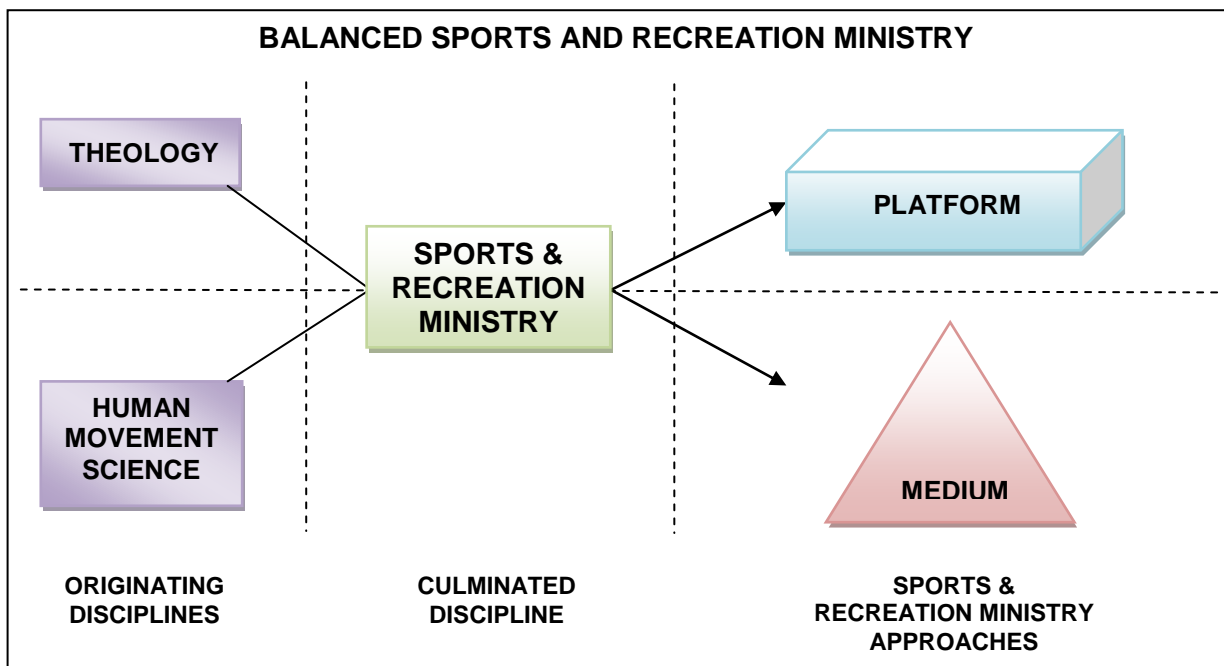 BALANCED SPORTS AND RECREATION MINISTRY
THEOLOGY
PLATFORM
SPORTS &
RECREATION
MINISTRY
HUMAN
MOVEMENT
SCIENCE
MEDIUM
ORIGINATING
DISCIPLINES
CULMINATED
DISCIPLINE
SPORTS &
RECREATION MINISTRY
APPROACHES